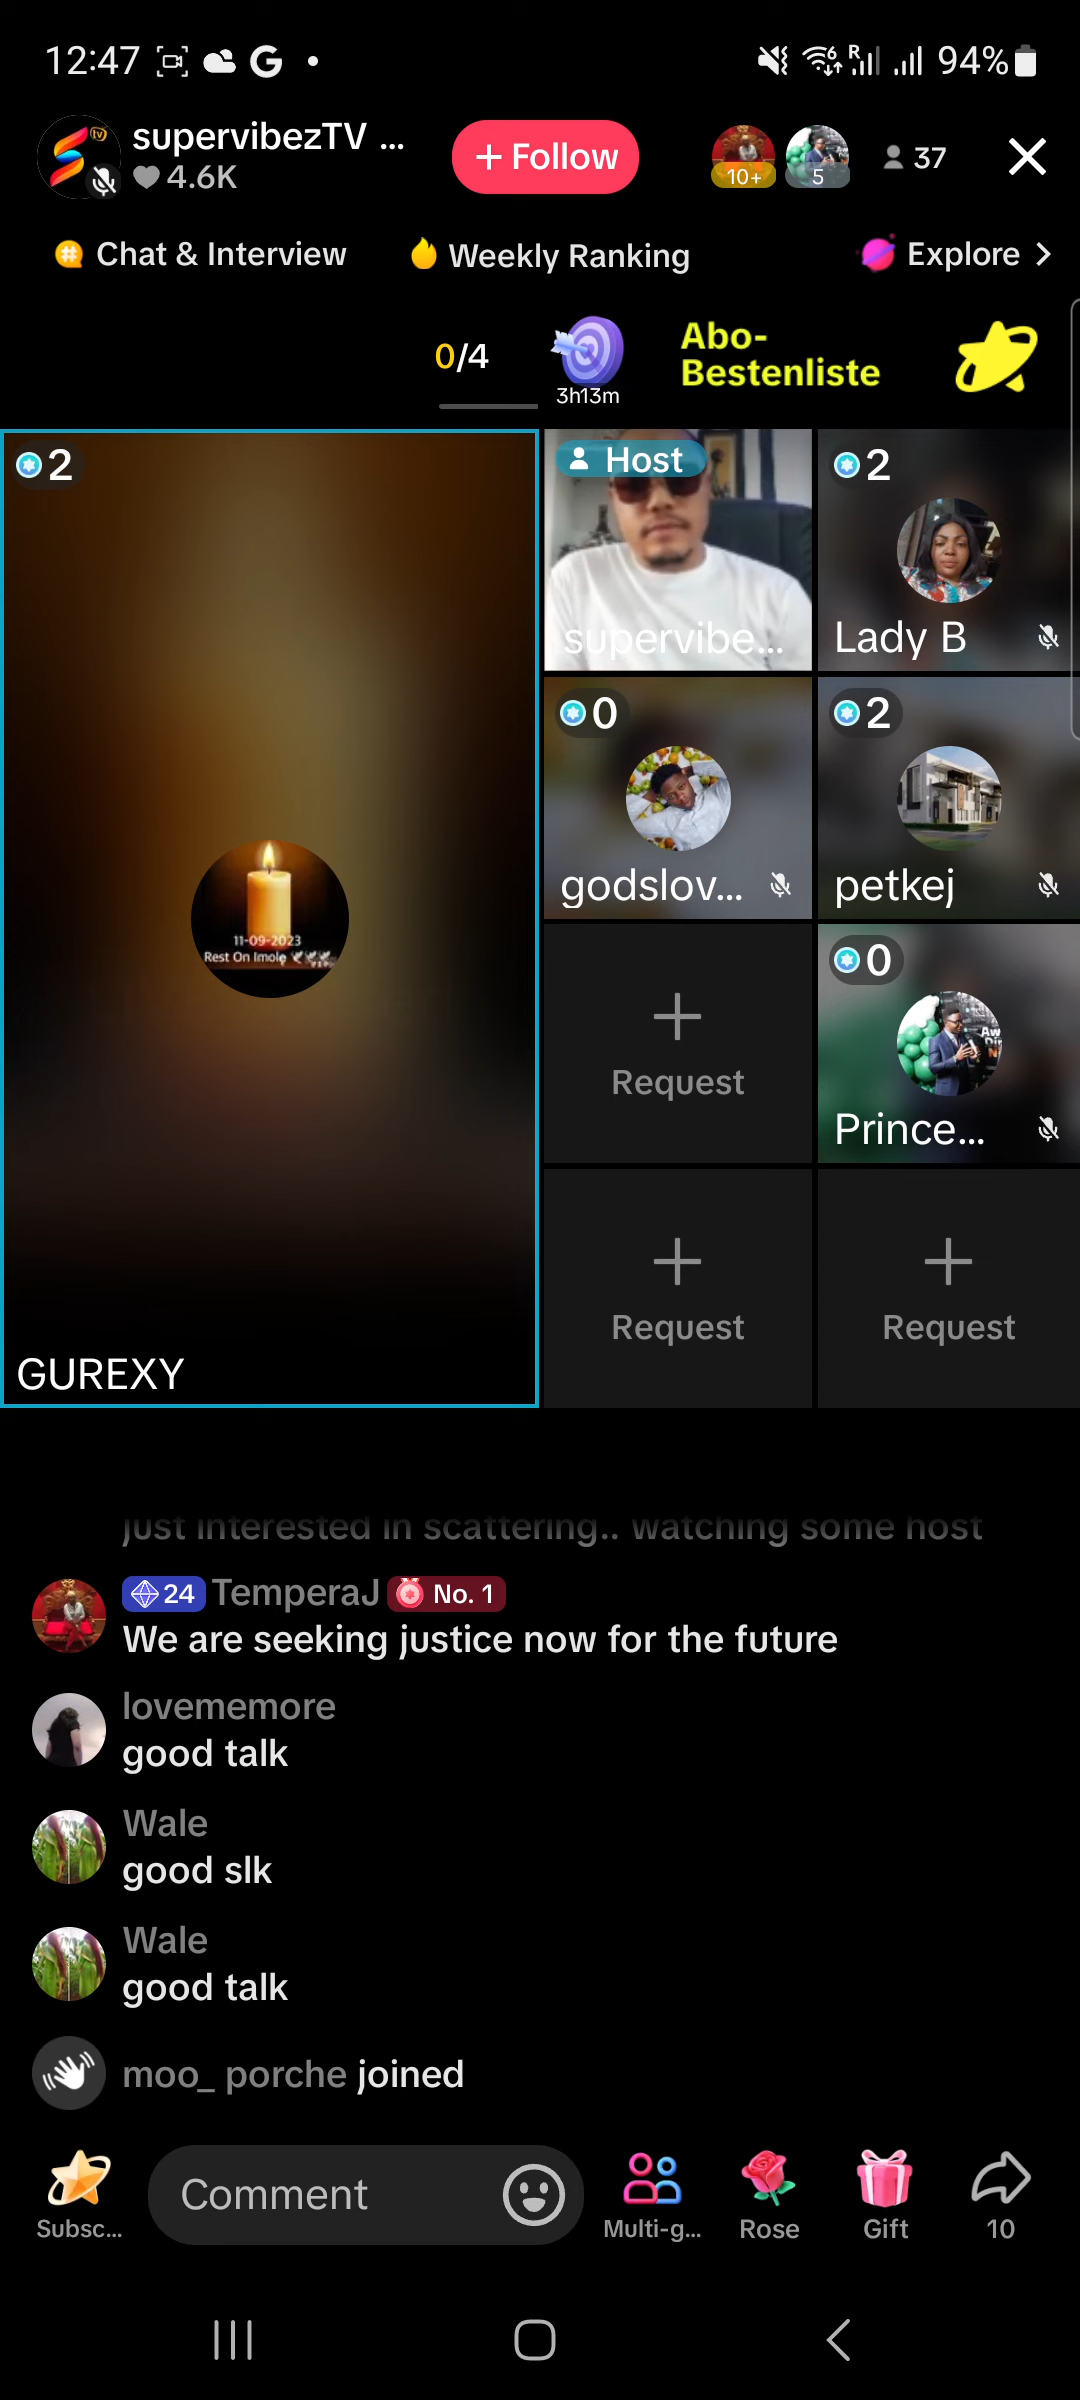 12:47
94%
supervibezTV ...
4.6K
+ Follow
10+
5
37
Chat & Interview
Weekly Ranking
Explore >
0/4
3h13m
Abo-
Bestenliste
2
Host
supervibe...
2
Lady B
0
godslov...
2
petkej
11-09-2023
Rest On Imole
Request
0
Prince...
Request
Request
GUREXY
just interested in scattering.. watching some host
24 TemperaJ No. 1
We are seeking justice now for the future
lovememore
good talk
Wale
good slk
Wale
good talk
moo_ porche joined
Subsc...
Comment
Multi-g...
Rose
Gift
10